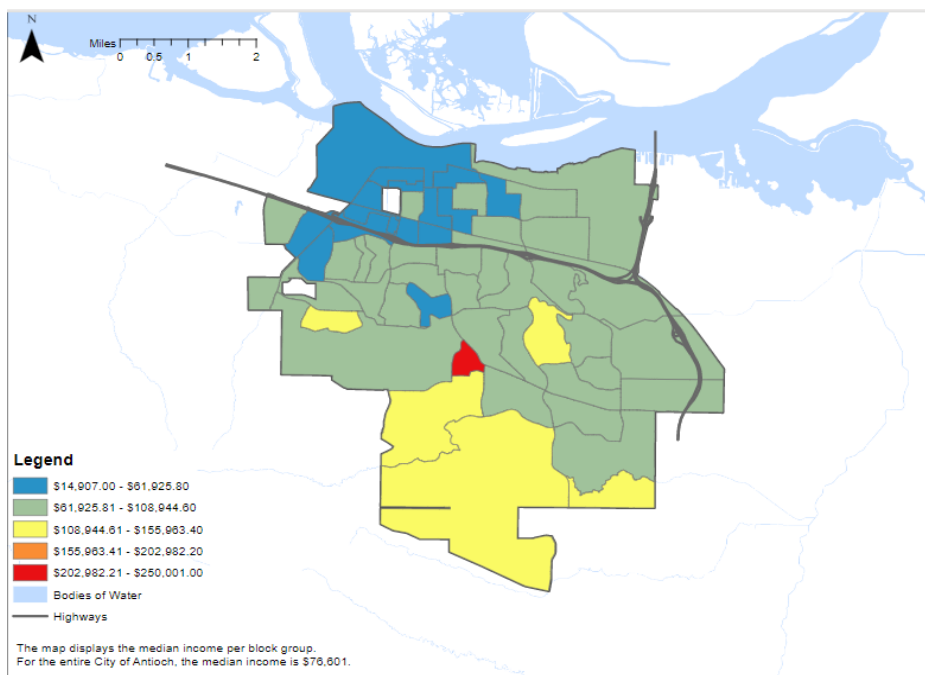 N
Miles
0 0.5 1 2
Legend
$14,907.00 - $61,925.80
$61,925.81 - $108,944.60
$108,944.61 - $155,963.40
$155,963.41 - $202,982.20
$202,982.21 - $250,001.00
Bodies of Water
Highways
The map displays the median income per block group.
For the entire City of Antioch, the median income is $76,601.